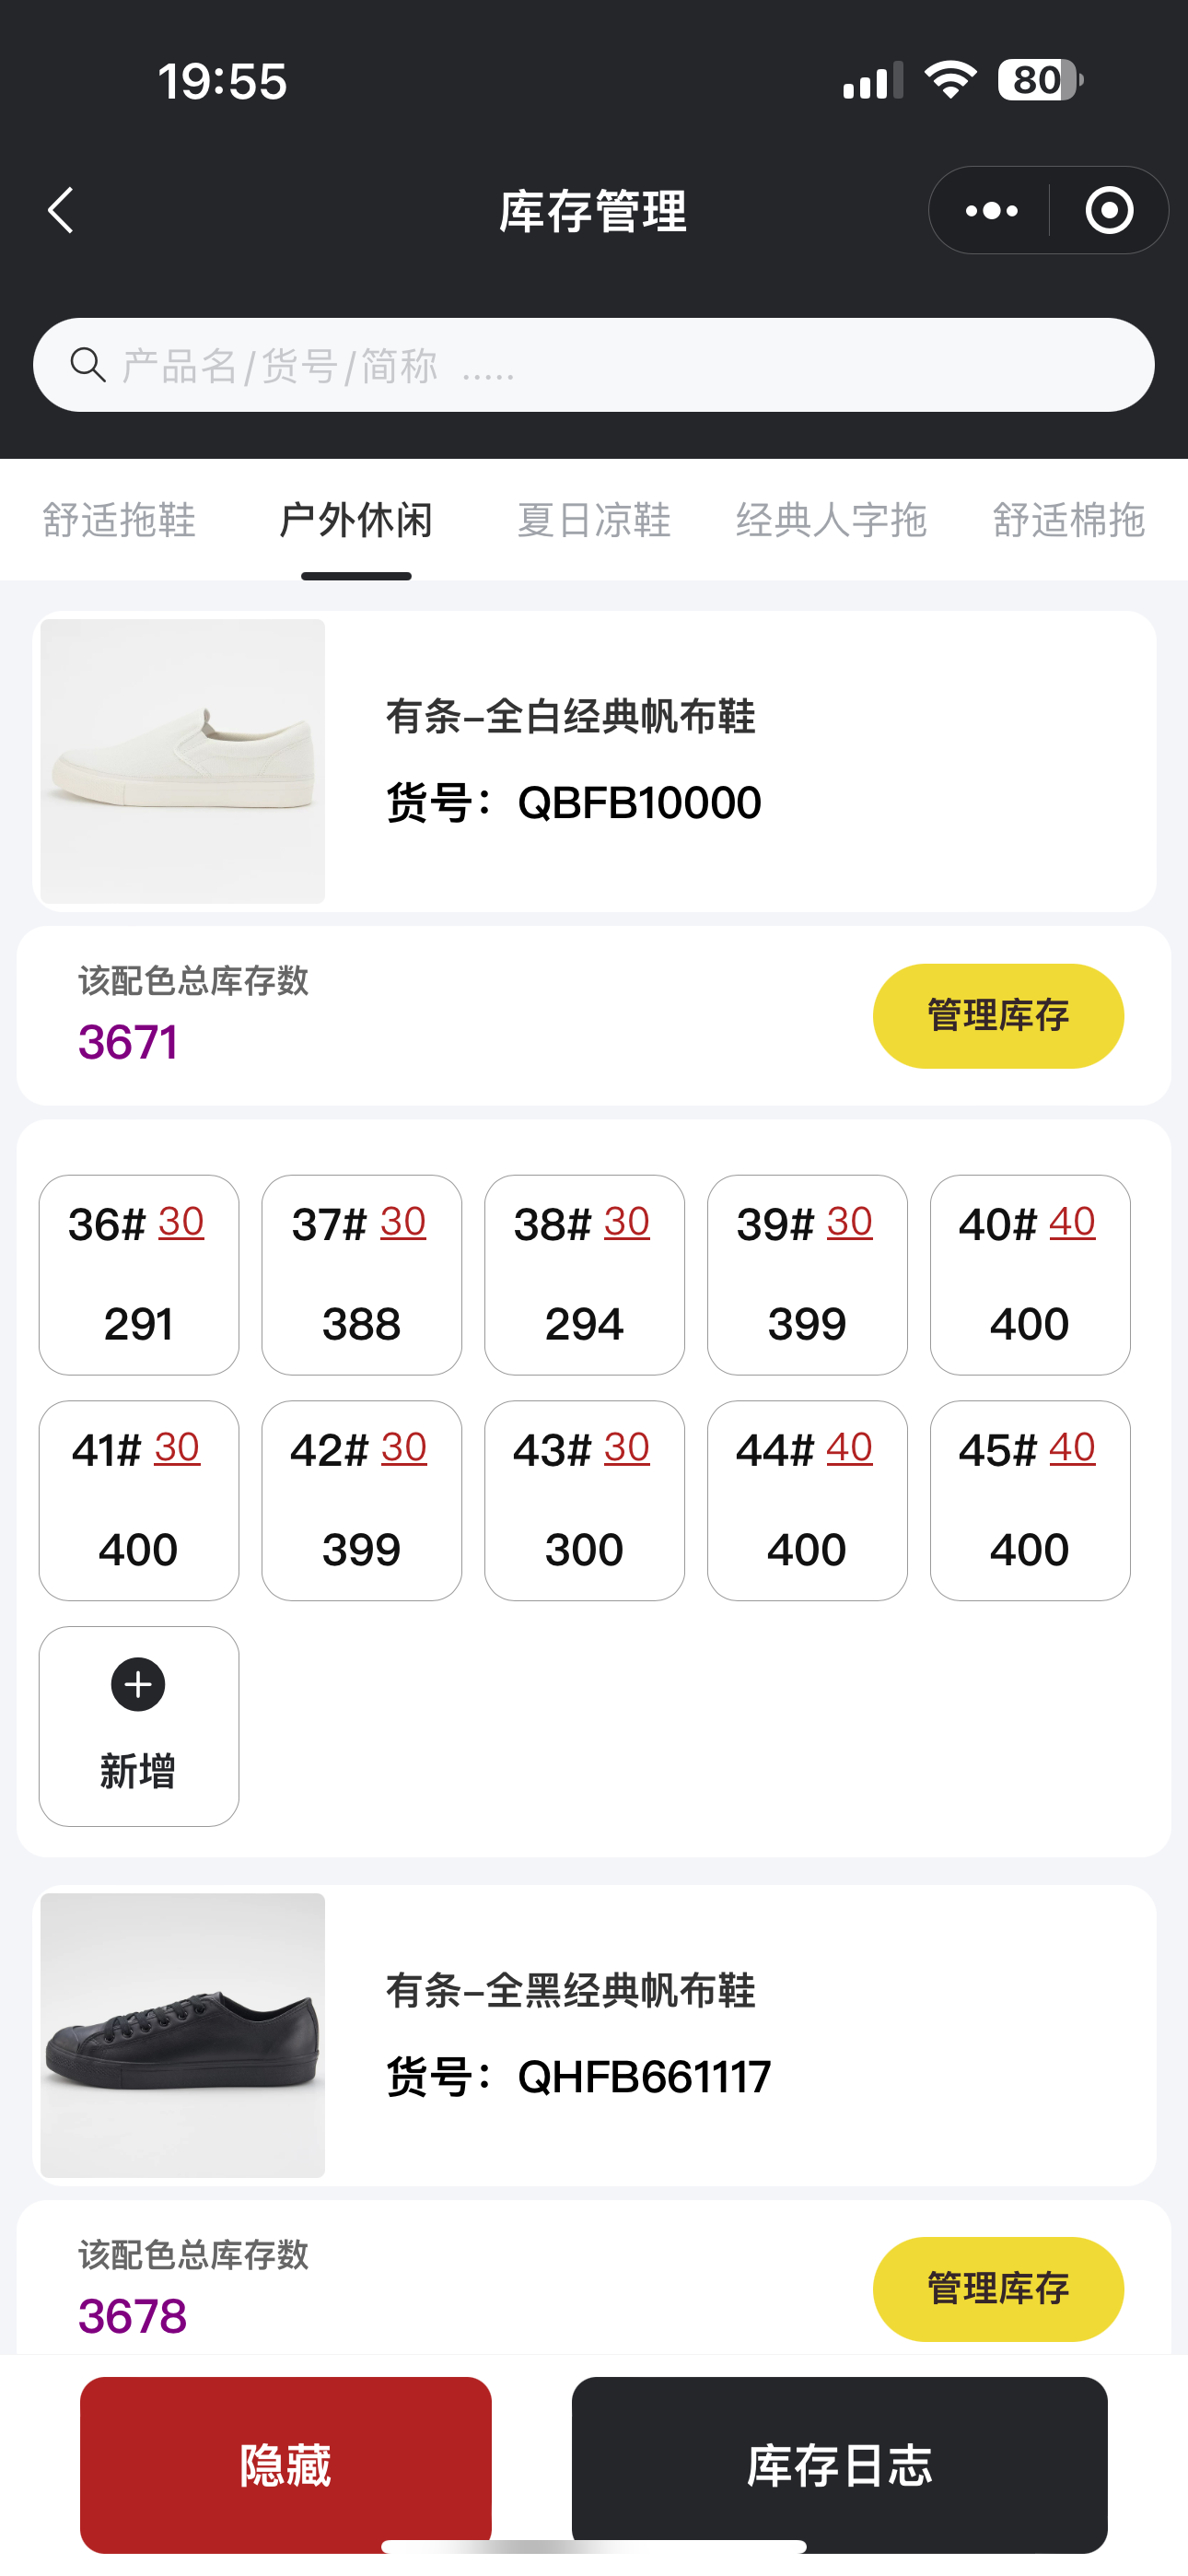 19:55
80
库存管理
产品名/货号/简称 .....
舒适拖鞋 户外休闲 夏日凉鞋 经典人字拖 舒适棉拖
有条-全白经典帆布鞋
货号：QBFB10000
该配色总库存数
3671
管理库存
36# 30 37# 30 38# 30 39# 30 40# 40
291 388 294 399 400
41# 30 42# 30 43# 30 44# 40 45# 40
400 399 300 400 400
新增
有条-全黑经典帆布鞋
货号：QHFB661117
该配色总库存数
3678
管理库存
隐藏 库存日志